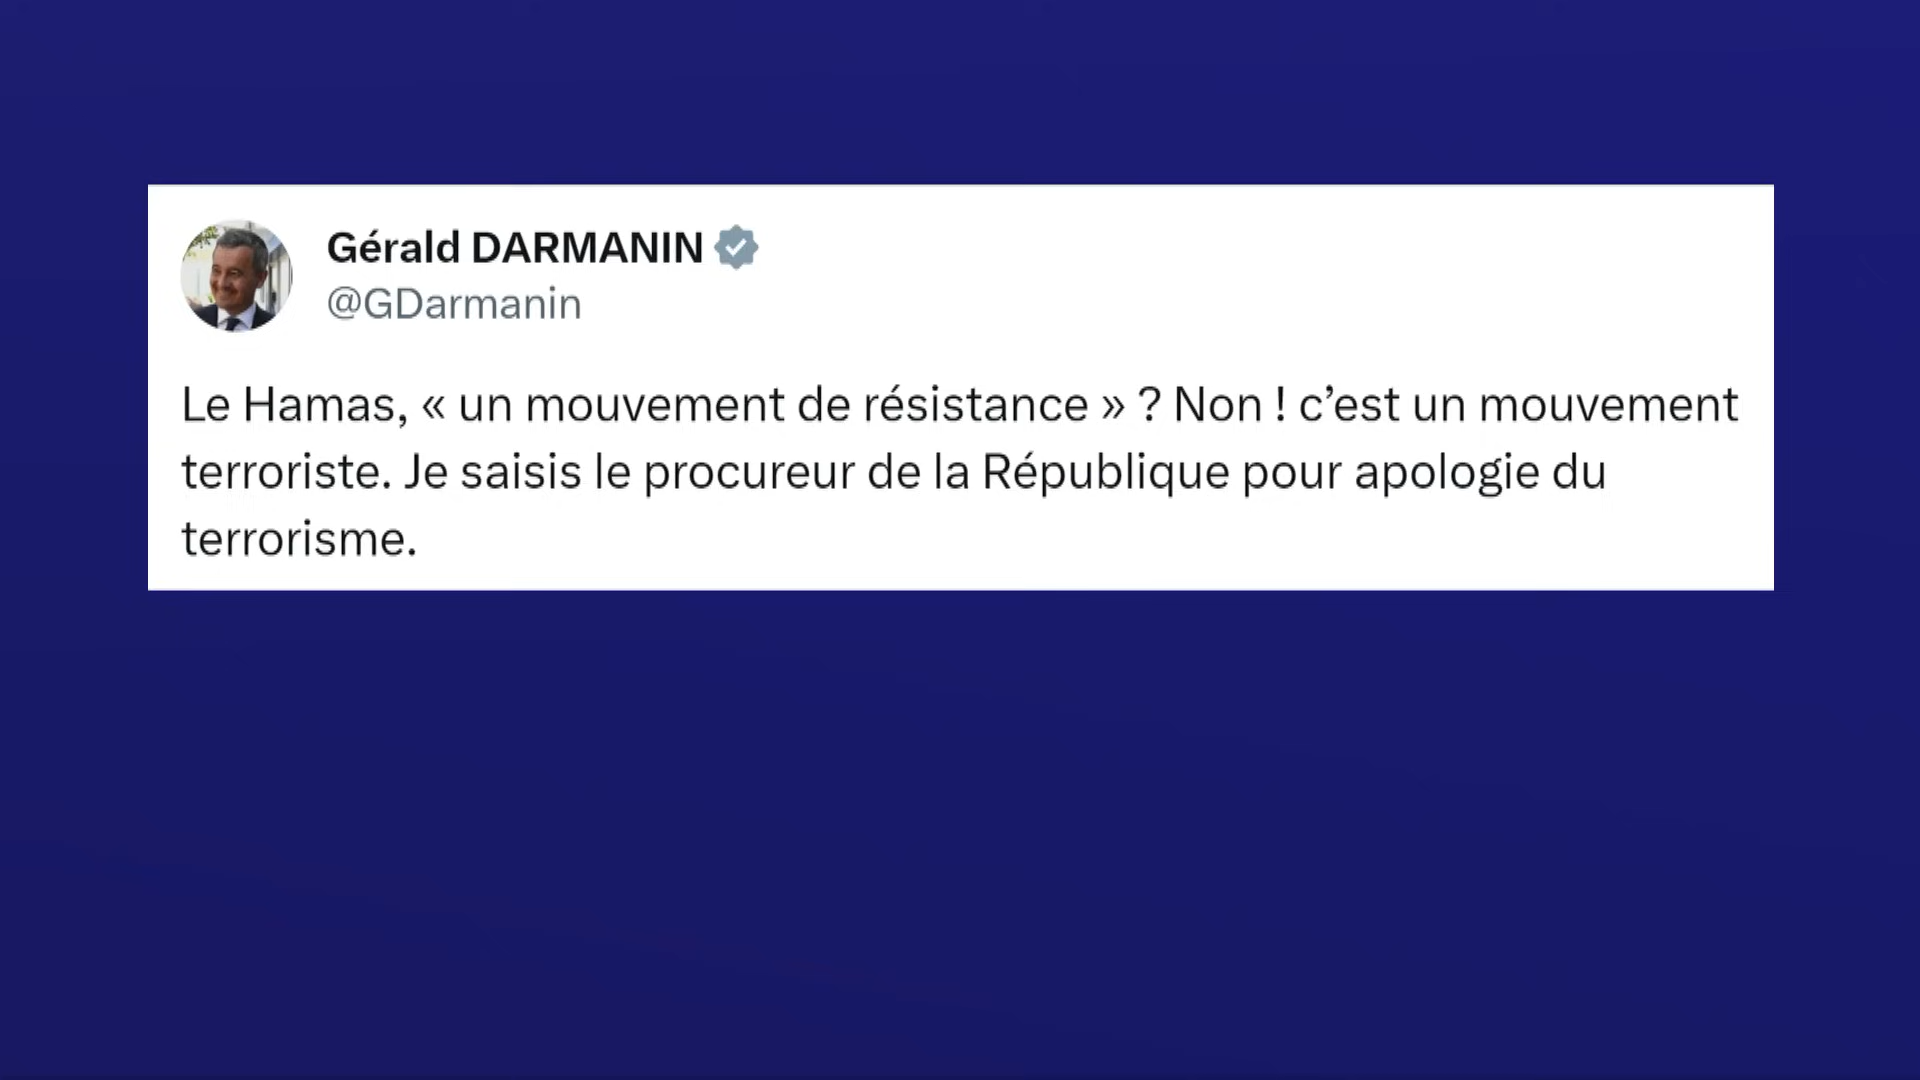 Gérald DARMANIN
@GDarmanin
Le Hamas, « un mouvement de résistance » ? Non ! c’est un mouvement
terroriste. Je saisis le procureur de la République pour apologie du
terrorisme.